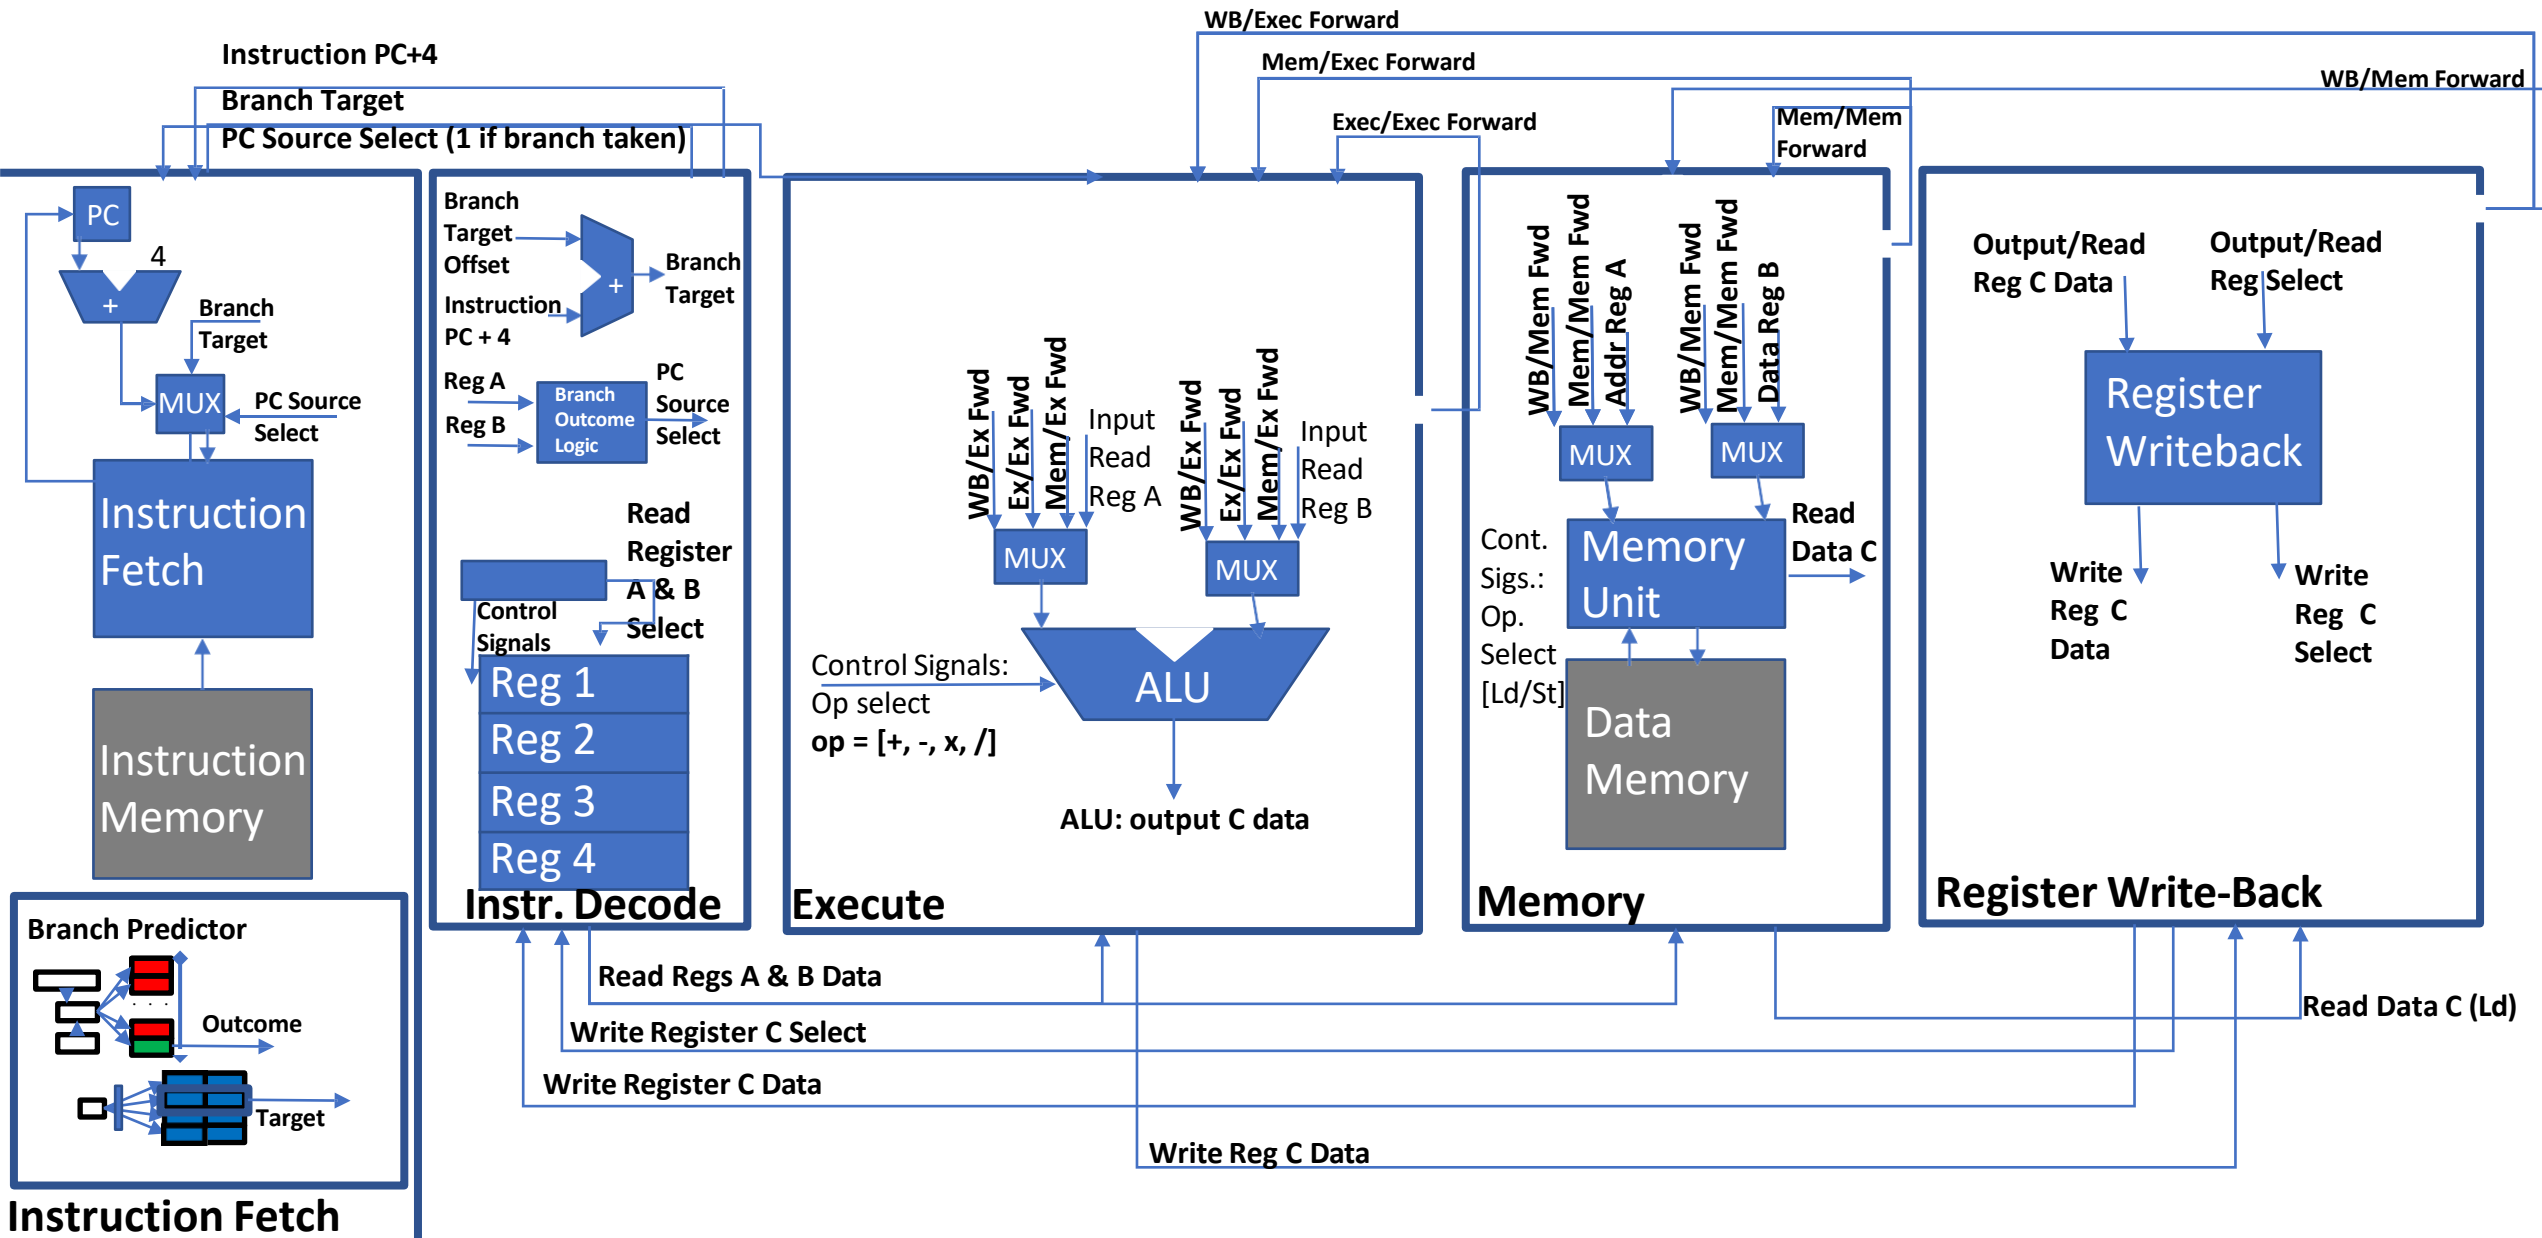 WB/Exec Forward
Instruction PC+4
Mem/Exec Forward
WB/Mem Forward
Branch Target
Exec/Exec Forward
Mem/Mem
Forward
PC Source Select (1 if branch taken)
PC
4
+
Branch
Target
MUX
PC Source
Select
Instruction
Fetch
Instruction
Memory
Branch Predictor
. . .
Outcome
Target
Instruction Fetch
Branch
Target
Offset
Instruction
PC + 4
+
Branch
Target
Reg A
Reg B
Branch
Outcome
Logic
PC
Source
Select
Read
Register
A & B
Select
Control
Signals
Reg 1
Reg 2
Reg 3
Reg 4
Instr. Decode
WB/Ex Fwd
Ex/Ex Fwd
Mem/Ex Fwd
Input
Read
Reg A
WB/Ex Fwd
Ex/Ex Fwd
Mem/Ex Fwd
Input
Read
Reg B
MUX
MUX
Control Signals:
Op select
op = [+, -, x, /]
ALU
ALU: output C data
Execute
WB/Mem Fwd
Mem/Mem Fwd
Addr Reg A
WB/Mem Fwd
Mem/Mem Fwd
Data Reg B
MUX
MUX
Cont.
Sigs.:
Op.
Select
[Ld/St]
Memory
Unit
Read
Data C
Data
Memory
Memory
Output/Read
Reg C Data
Output/Read
Reg Select
Register
Writeback
Write
Reg C
Data
Write
Reg C
Select
Register Write-Back
Read Regs A & B Data
Write Register C Select
Write Register C Data
Write Reg C Data
Read Data C (Ld)